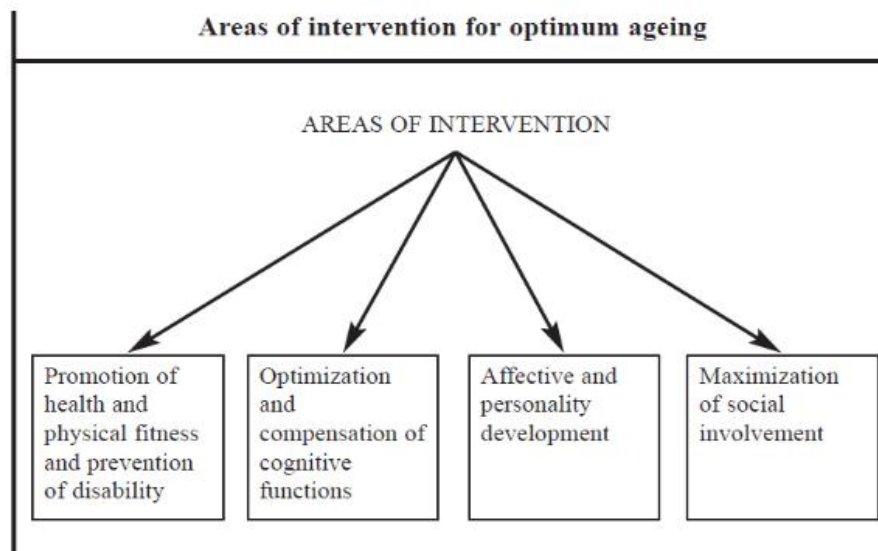 Areas of intervention for optimum ageing
AREAS OF INTERVENTION
Promotion of
health and
physical fitness
and prevention
of disability
Optimization
and
compensation of
cognitive
functions
Affective and
personality
development
Maximization
of social
involvement